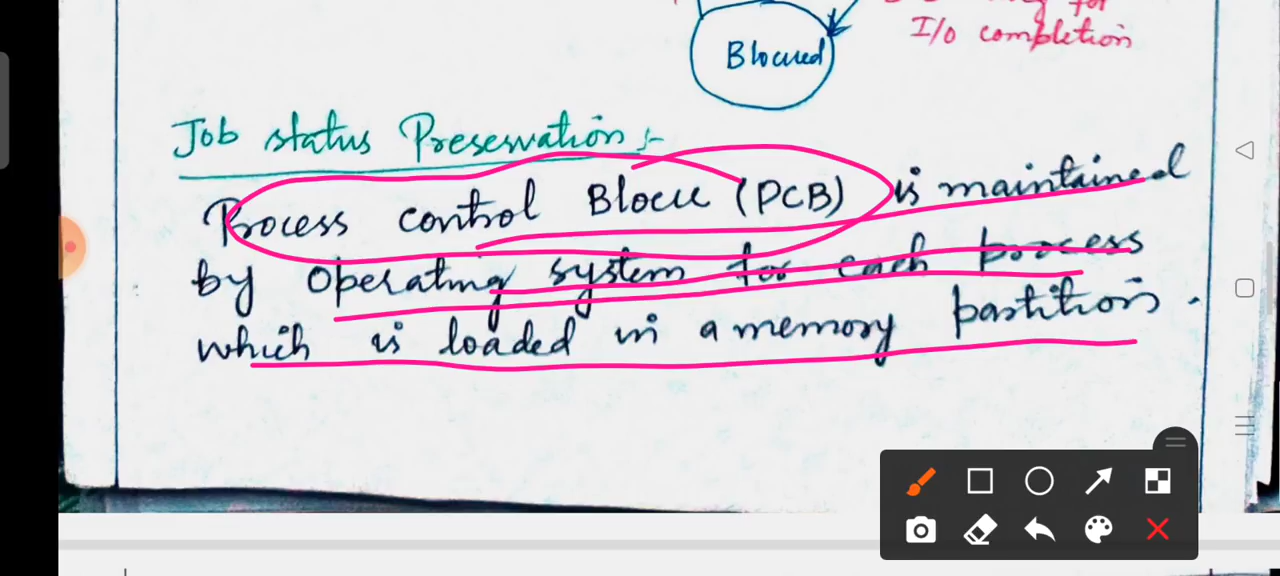 for
I/o completion
Blocked
Job status Preservation :-
Process control Block (PCB) is maintained
by operating system for each process
which is loaded in a memory partition.